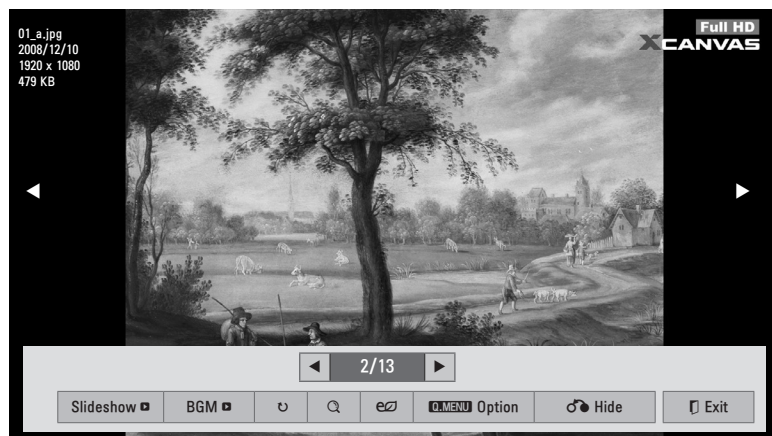 01_a.jpg
2008/12/10
1920 x 1080
479 KB
Full HD
XCANVAS
2/13
Slideshow
BGM
Q.MENU Option
Hide
Exit